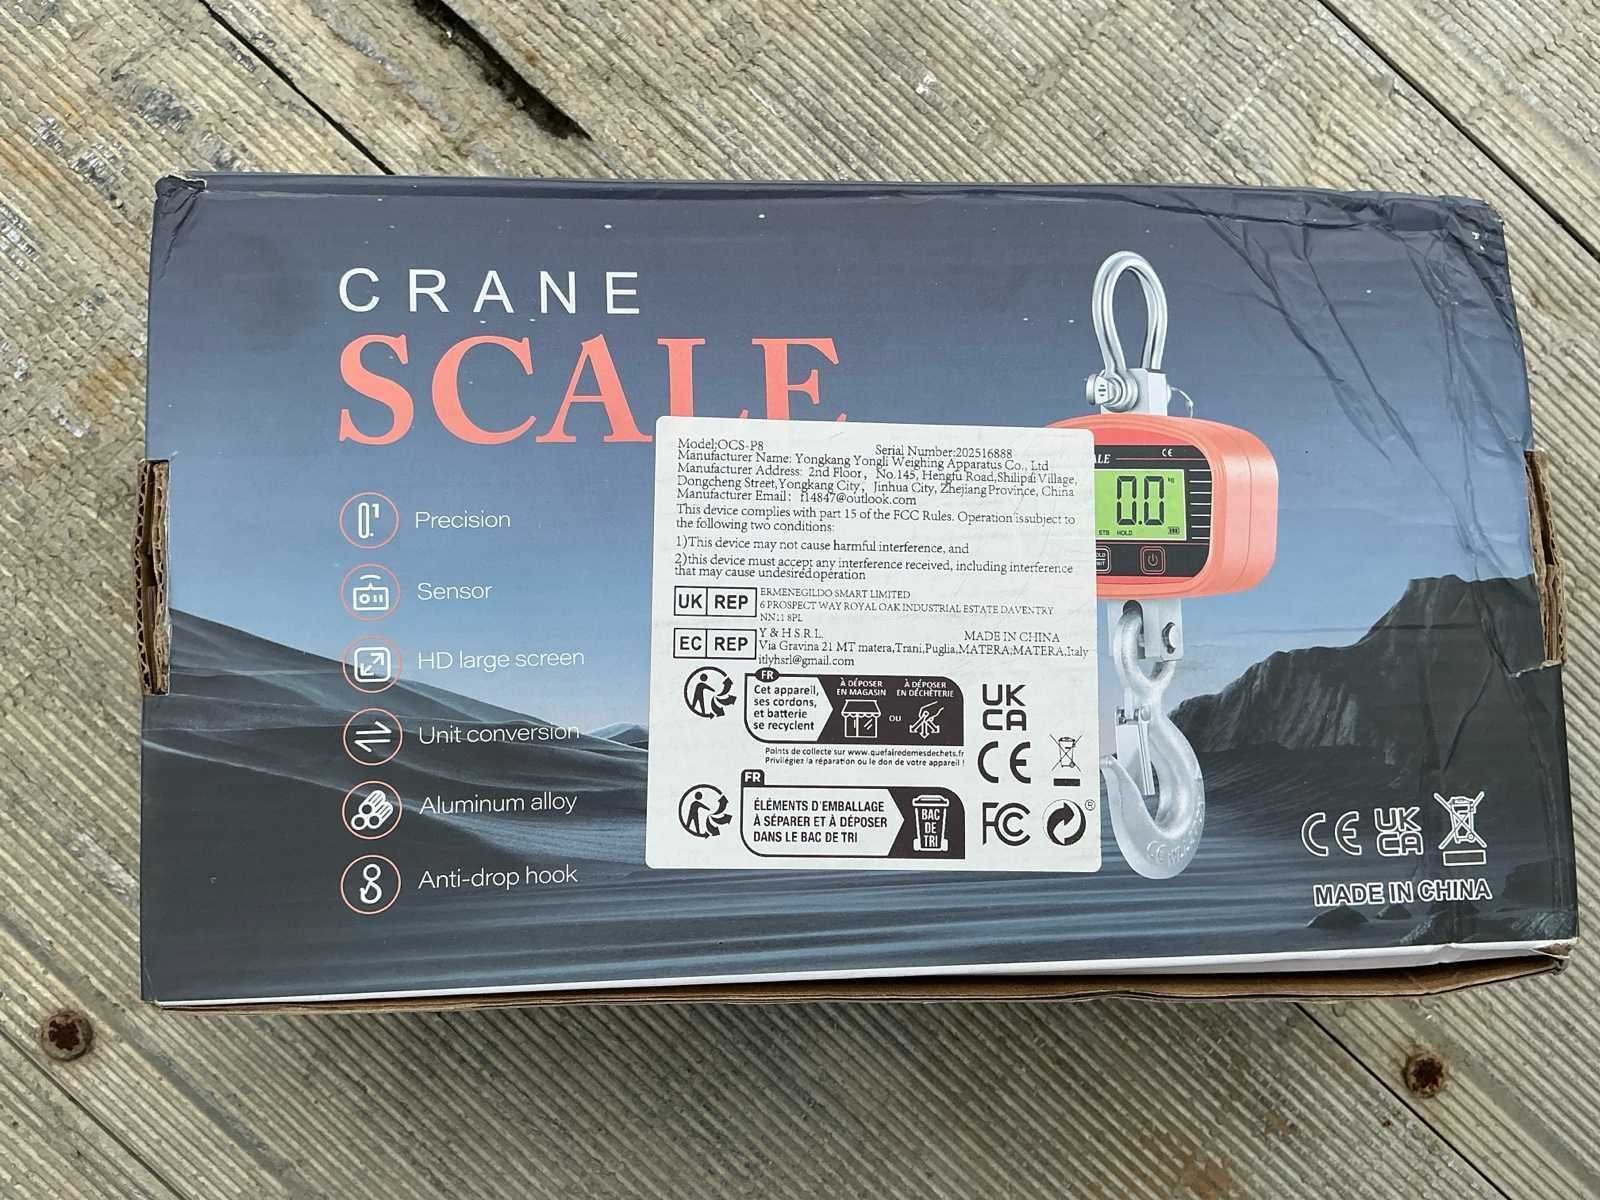 CRANE
SCALE
Precision
Sensor
HD large screen
Unit conversion
Aluminum alloy
Anti-drop hook
Model;OCS-P8 Serial Number:202516888
Manufacturer Name: Yongkang Yongli Weighing Apparatus Co., Ltd
Manufacturer Address: 2nd Floor, No.145, Hengfu Road,Shilipai Village,
Dongcheng Street,Yongkang City, Jinhua City, Zhejiang Province, China
Manufacturer Email: f14847@outlook.com
This device complies with part 15 of the FCC Rules. Operation is subject to
the following two conditions:
1)This device may not cause harmful interference, and
2)this device must accept any interference received, including interference
that may cause undesired operation
UK REP
ERMENEGILDO SMART LIMITED
6 PROSPECT WAY ROYAL OAK INDUSTRIAL ESTATE DAVENTRY
NN11 8PL
EC REP
Y & H S.R.L. MADE IN CHINA
Via Gravina 21 MT matera,Trani,Puglia,MATERA;MATERA,Italy
itlyhsrl@gmail.com
FR
Cet appareil,
ses cordons,
et batterie
se recyclent
À DÉPOSER
EN MAGASIN
OU
À DÉPOSER
EN DÉCHÈTERIE
Points de collecte sur www.quefairedemesdechets.fr
Privilégiez la réparation ou le don de votre appareil !
FR
ÉLÉMENTS D'EMBALLAGE
À SÉPARER ET À DÉPOSER
DANS LE BAC DE TRI
BAC
DE
TRI
UK
CA
CE
FC
®
ALE CE
0.0 kg
STB HOLD
CE
UK
CA
MADE IN CHINA